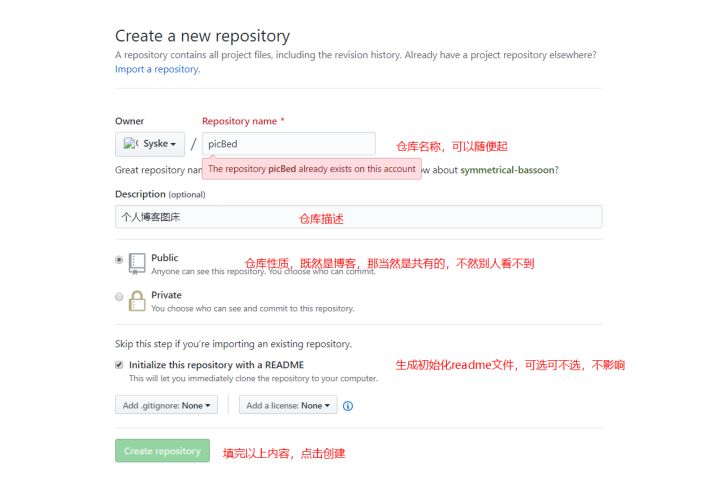 Create a new repository
A repository contains all project files, including the revision history. Already have a project repository elsewhere?
Import a repository.
Owner
Repository name *
Syske
/
picBed
仓库名称，可以随便起
The repository picBed already exists on this account
Great repository nam
w about symmetrical-bassoon?
Description (optional)
个人博客图床
仓库描述
Public
仓库性质，既然是博客，那当然是共有的，不然别人看不到
Anyone can see this repository. You choose who can commit.
Private
You choose who can see and commit to this repository.
Skip this step if you're importing an existing repository.
Initialize this repository with a README
生成初始化readme文件，可选可不选，不影响
This will let you immediately clone the repository to your computer.
Add .gitignore: None
Add a license: None
Create repository
填完以上内容，点击创建